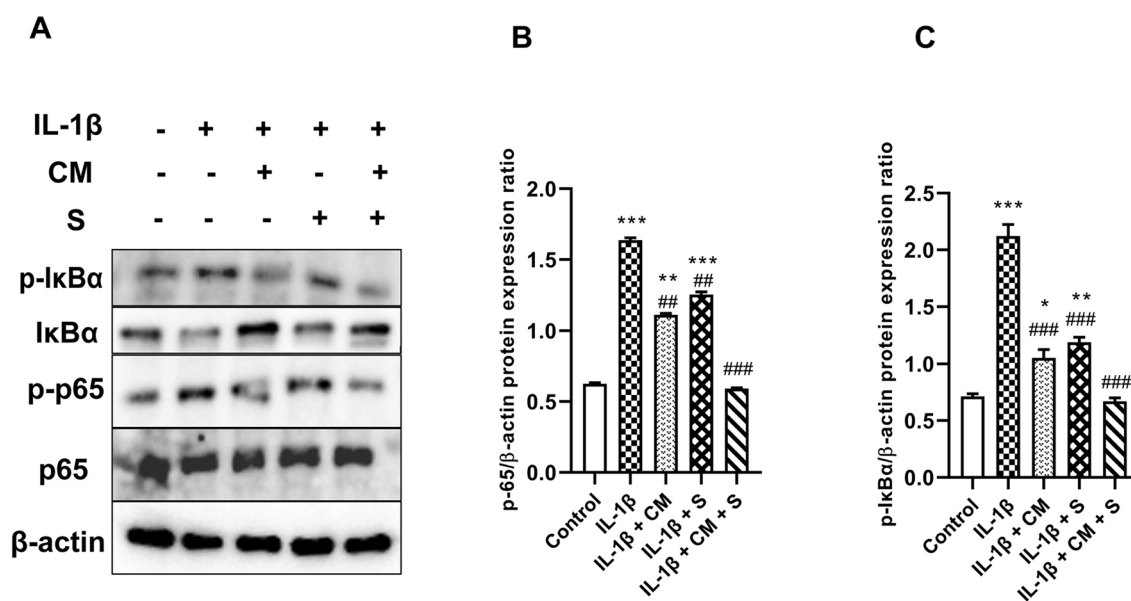 A
IL-1β - + + + +
CM - - + - +
S - - - + +
p-IκBα
IκBα
p-p65
p65
β-actin
B
p-65/β-actin protein expression ratio
2.0
1.5
1.0
0.5
0.0
***
**
##
***
##
###
Control
IL-1β
IL-1β + CM
IL-1β + S
IL-1β + CM + S
C
p-IκBα/β-actin protein expression ratio
2.5
2.0
1.5
1.0
0.5
0.0
***
*
###
**
###
###
Control
IL-1β
IL-1β + CM
IL-1β + S
IL-1β + CM + S